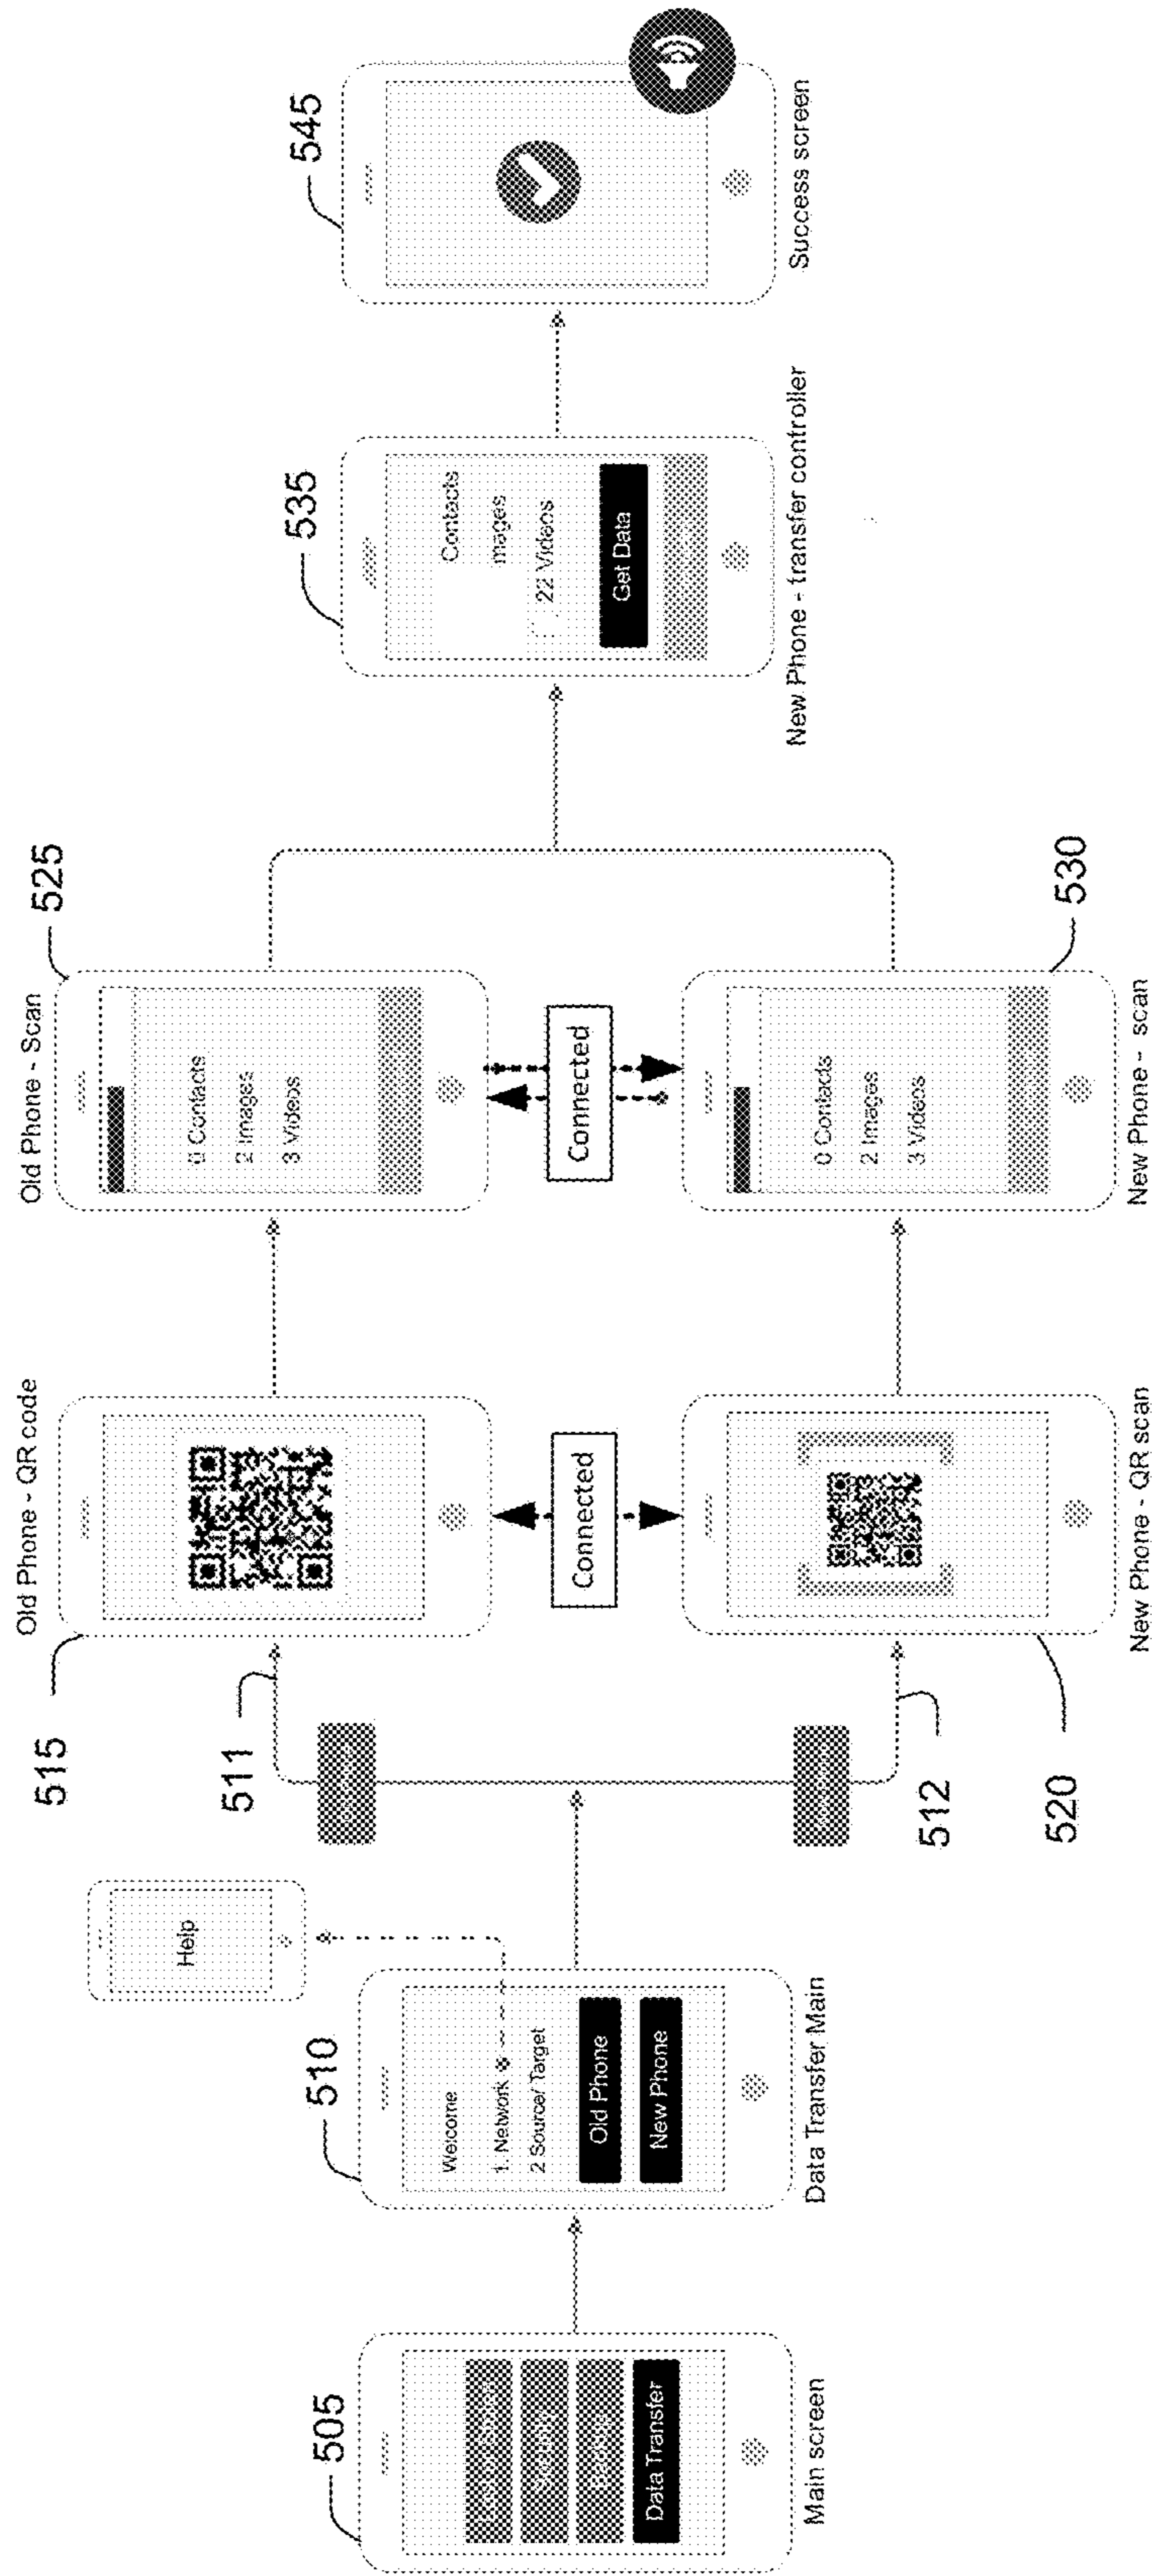 505
Data Transfer
Main screen
510
Welcome
1. Network
2 Source/ Target
Old Phone
New Phone
Data Transfer Main
Help
511
512
515
Old Phone - QR code
Connected
520
New Phone - QR scan
Old Phone - Scan
525
0 Contacts
2 Images
3 Videos
Connected
0 Contacts
2 Images
3 Videos
530
New Phone - scan
535
Contacts
mages
22 Videos
Get Data
New Phone - transfer controller
545
Success screen